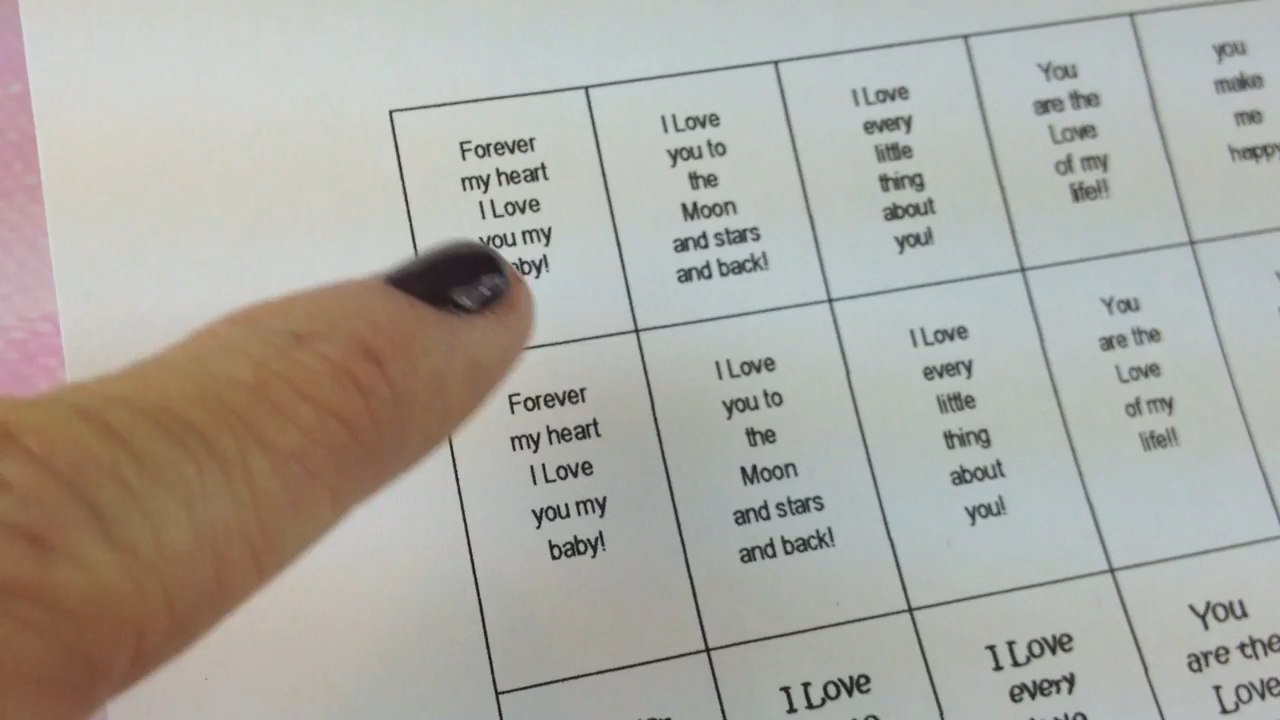 Forever
my heart
I Love
you my
I Love
you to
the
Moon
and stars
and back!
I Love
every
little
thing
about
you!
You
are the
Love
of my
life!!
you
make
me
happy
Forever
my heart
I Love
you my
baby!
I Love
you to
the
Moon
and stars
and back!
I Love
every
little
thing
about
you!
You
are the
Love
of my
life!!
I Love
I Love
every
You
are the
Love